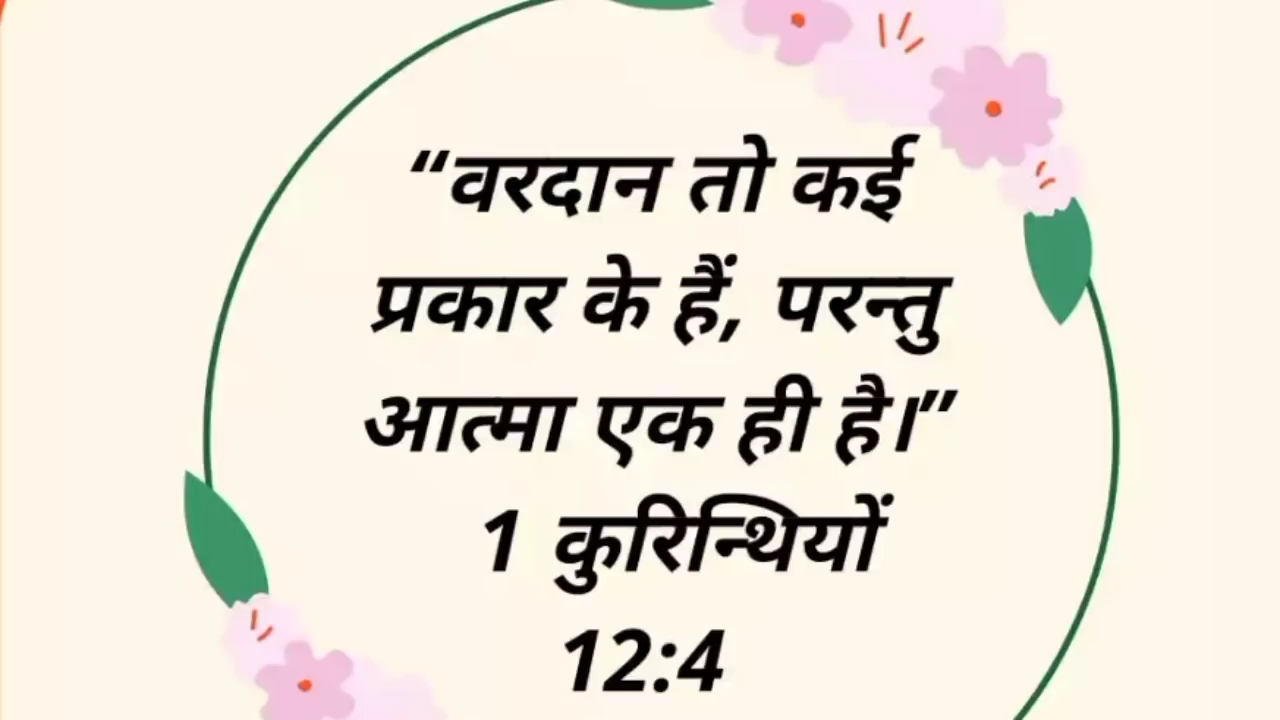 “वरदान तो कई
प्रकार के हैं, परन्तु
आत्मा एक ही है।”
1 कुरिन्थियों
12:4